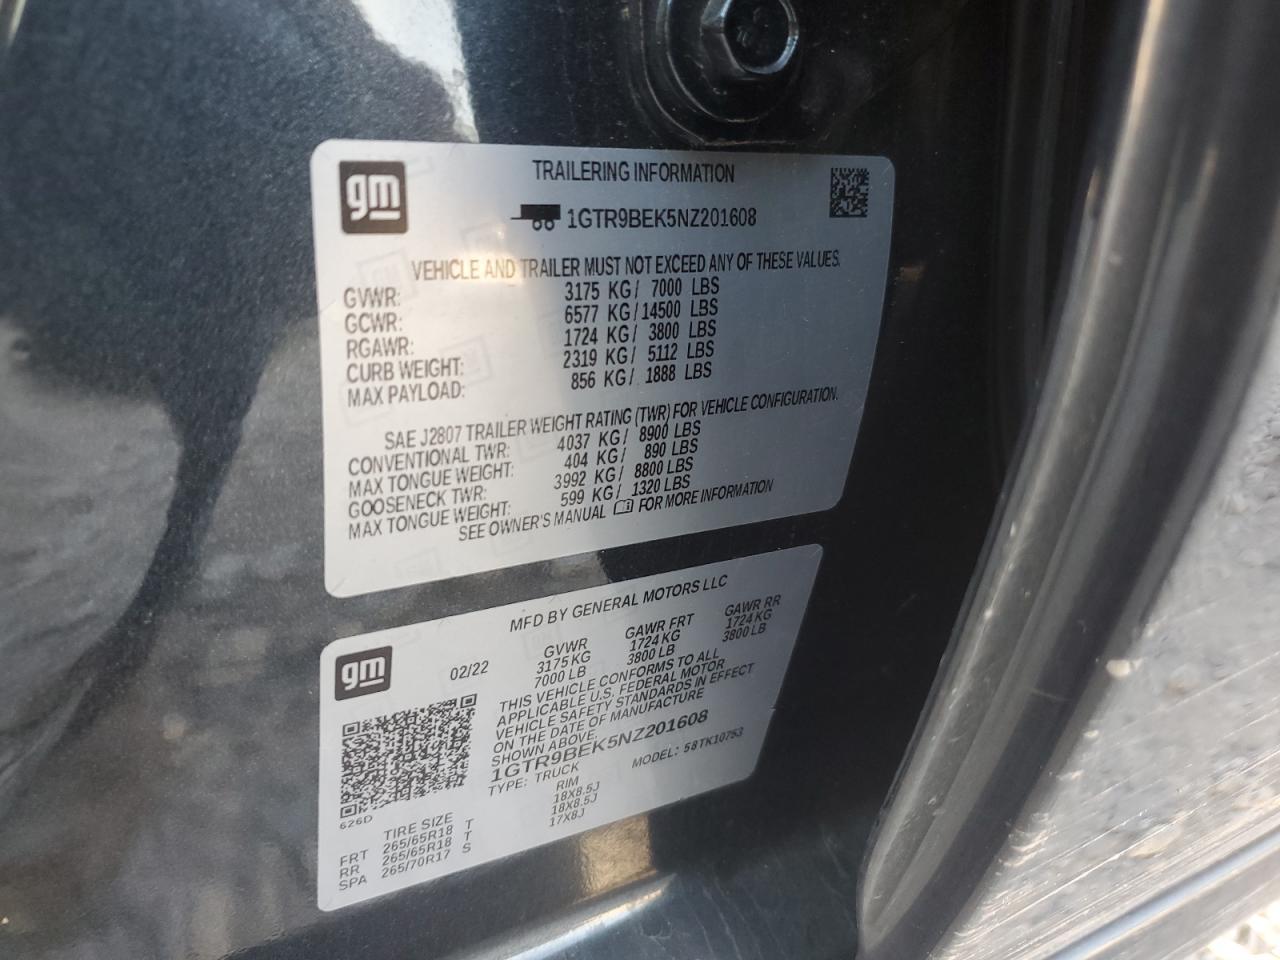 gm
TRAILERING INFORMATION
1GTR9BEK5NZ201608
VEHICLE AND TRAILER MUST NOT EXCEED ANY OF THESE VALUES.
GVWR: 3175 KG/ 7000 LBS
GCWR: 6577 KG/14500 LBS
RGAWR: 1724 KG/ 3800 LBS
CURB WEIGHT: 2319 KG/ 5112 LBS
MAX PAYLOAD: 856 KG/ 1888 LBS
SAE J2807 TRAILER WEIGHT RATING (TWR) FOR VEHICLE CONFIGURATION.
CONVENTIONAL TWR: 4037 KG/ 8900 LBS
MAX TONGUE WEIGHT: 404 KG/ 890 LBS
GOOSENECK TWR: 3992 KG/ 8800 LBS
MAX TONGUE WEIGHT: 599 KG/ 1320 LBS
SEE OWNER'S MANUAL FOR MORE INFORMATION
gm
MFD BY GENERAL MOTORS LLC
02/22 GVWR GAWR FRT GAWR RR
3175 KG 1724 KG 1724 KG
7000 LB 3800 LB 3800 LB
THIS VEHICLE CONFORMS TO ALL
APPLICABLE U.S. FEDERAL MOTOR
VEHICLE SAFETY STANDARDS IN EFFECT
ON THE DATE OF MANUFACTURE
SHOWN ABOVE.
1GTR9BEK5NZ201608
TYPE: TRUCK MODEL: 58TK10753
626D
TIRE SIZE RIM
FRT 265/65R18 T 18X8.5J
RR 265/65R18 T 18X8.5J
SPA 265/70R17 S 17X8J